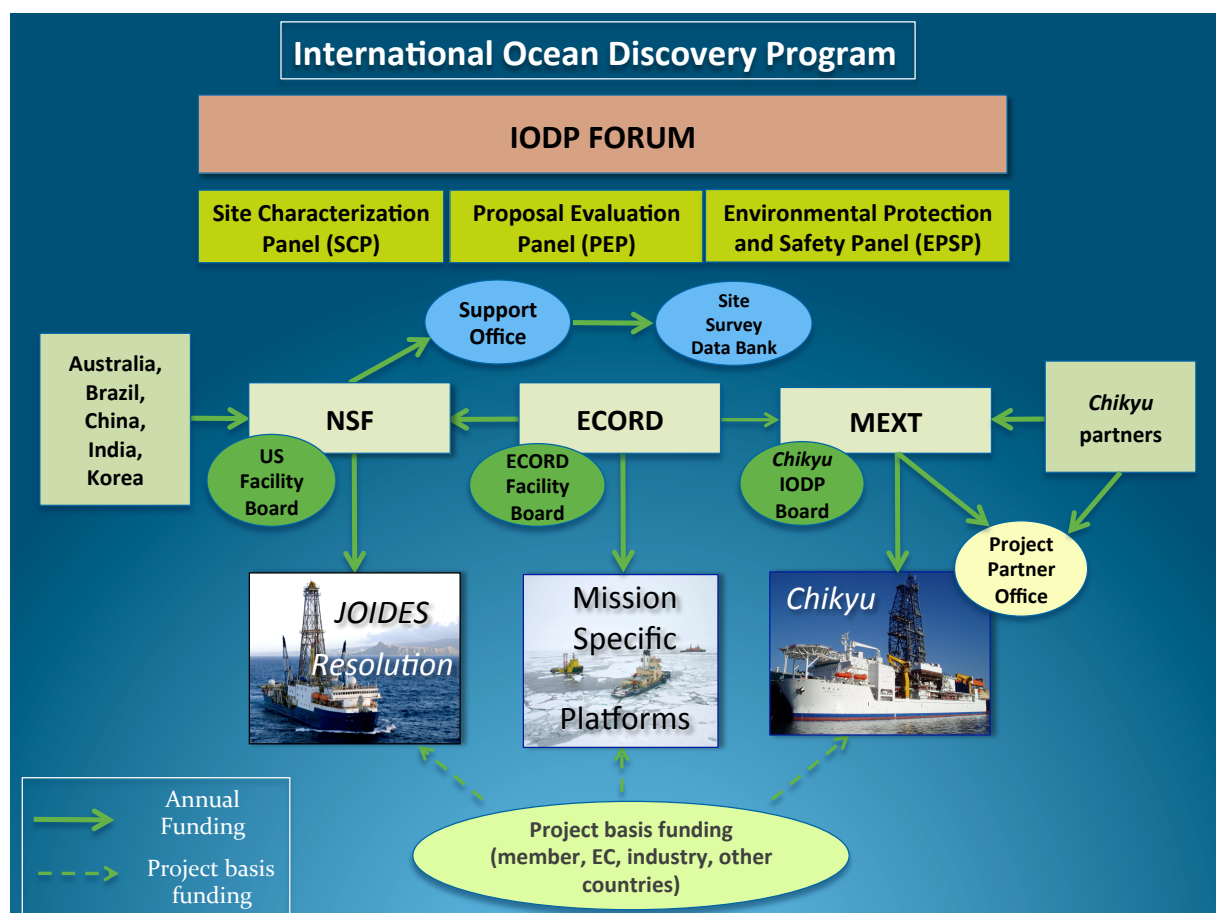 International Ocean Discovery Program
IODP FORUM
Site Characterization
Panel (SCP)
Proposal Evaluation
Panel (PEP)
Environmental Protection
and Safety Panel (EPSP)
Support
Office
Site
Survey
Data Bank
Australia,
Brazil,
China,
India,
Korea
NSF
ECORD
MEXT
Chikyu
partners
US
Facility
Board
ECORD
Facility
Board
Chikyu
IODP
Board
Project
Partner
Office
JOIDES
Resolution
Mission
Specific
Platforms
Chikyu
Annual
Funding
Project basis
funding
Project basis funding
(member, EC, industry, other
countries)